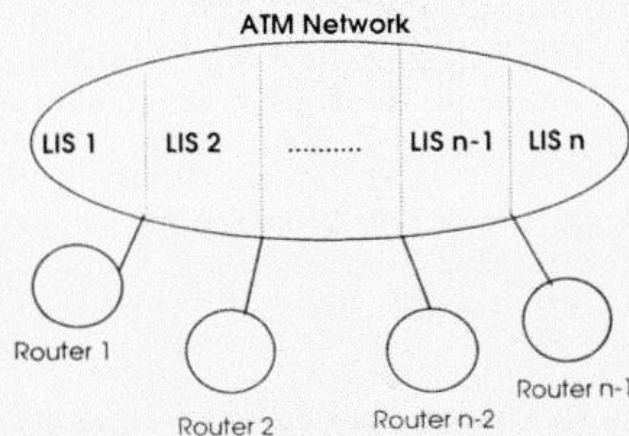 ATM Network
LIS 1 LIS 2 .......... LIS n-1 LIS n
Router 1
Router 2
Router n-2
Router n-1